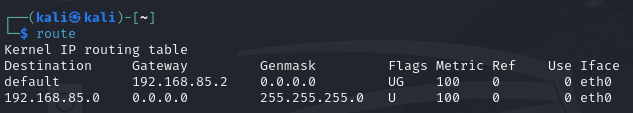 ┌──(kali㉿kali)-[~]
└─$ route
Kernel IP routing table
Destination     Gateway         Genmask         Flags Metric Ref    Use Iface
default         192.168.85.2    0.0.0.0         UG    100    0        0 eth0
192.168.85.0    0.0.0.0         255.255.255.0   U     100    0        0 eth0